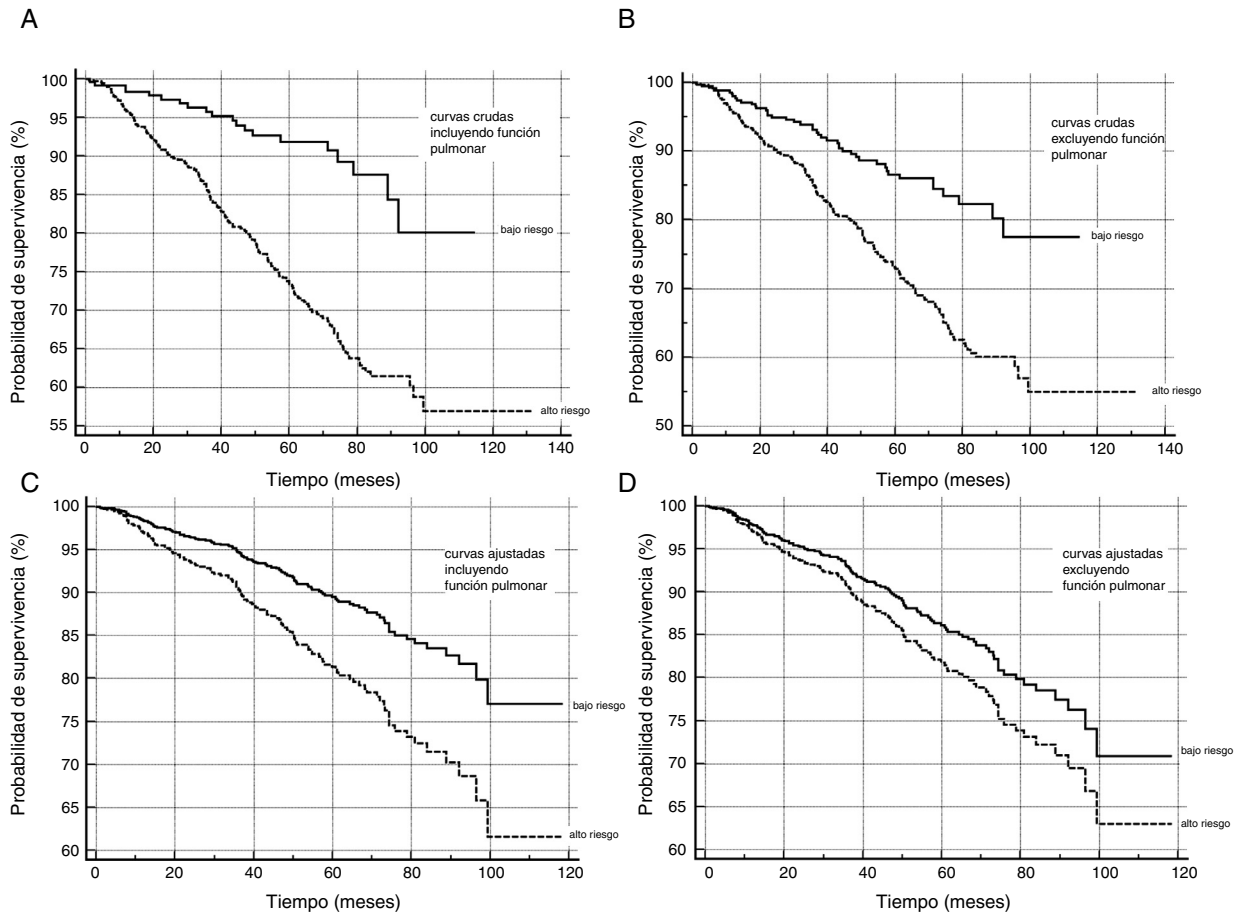 A
Probabilidad de supervivencia (%)
100
95
90
85
80
75
70
65
60
55
curvas crudas
incluyendo función
pulmonar
bajo riesgo
alto riesgo
0 20 40 60 80 100 120 140
Tiempo (meses)
B
Probabilidad de supervivencia (%)
100
90
80
70
60
50
curvas crudas
excluyendo función
pulmonar
bajo riesgo
alto riesgo
0 20 40 60 80 100 120 140
Tiempo (meses)
C
Probabilidad de supervivencia (%)
100
95
90
85
80
75
70
65
60
curvas ajustadas
incluyendo
función pulmonar
bajo riesgo
alto riesgo
0 20 40 60 80 100 120
Tiempo (meses)
D
Probabilidad de supervivencia (%)
100
95
90
85
80
75
70
65
60
curvas ajustadas
excluyendo
función pulmonar
bajo riesgo
alto riesgo
0 20 40 60 80 100 120
Tiempo (meses)